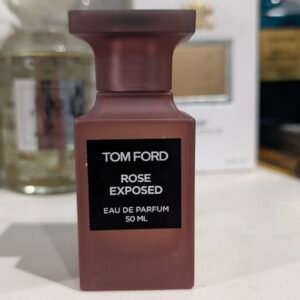 TOM FORD
ROSE
EXPOSED
EAU DE PARFUM
50 ML